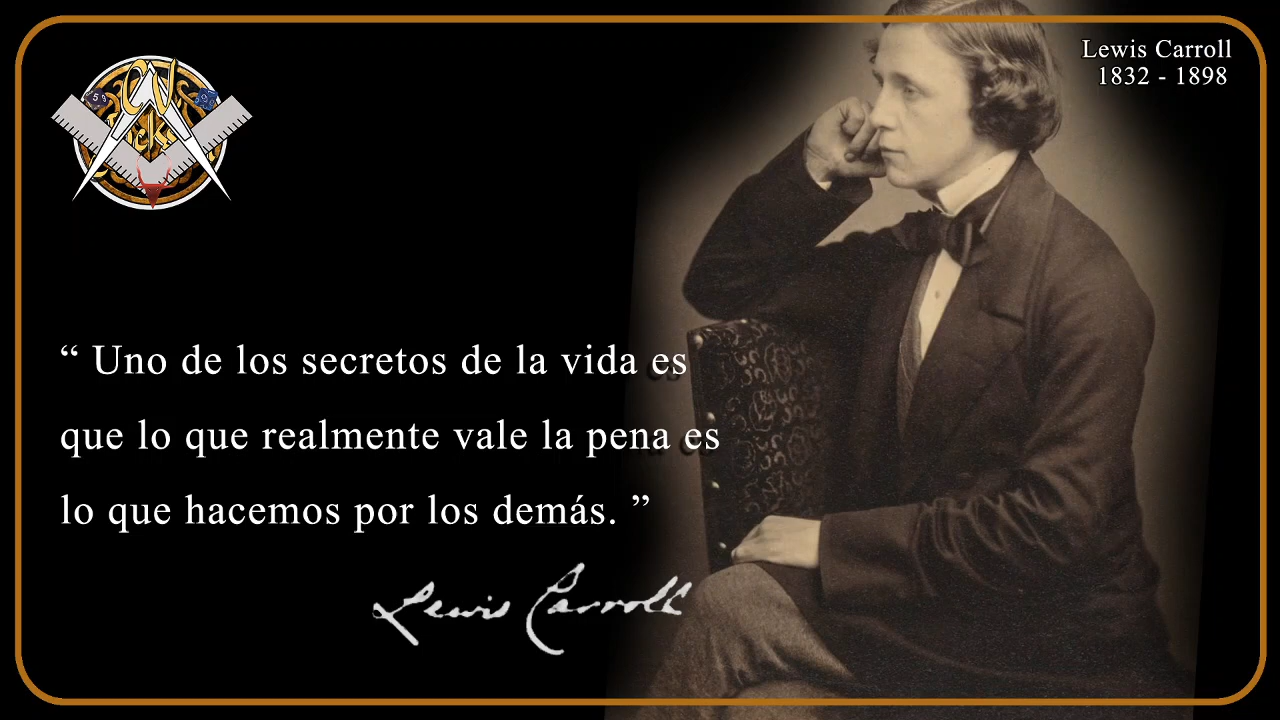 Lewis Carroll
1832 - 1898
“ Uno de los secretos de la vida es
que lo que realmente vale la pena es
lo que hacemos por los demás. ”
Lewis Carroll